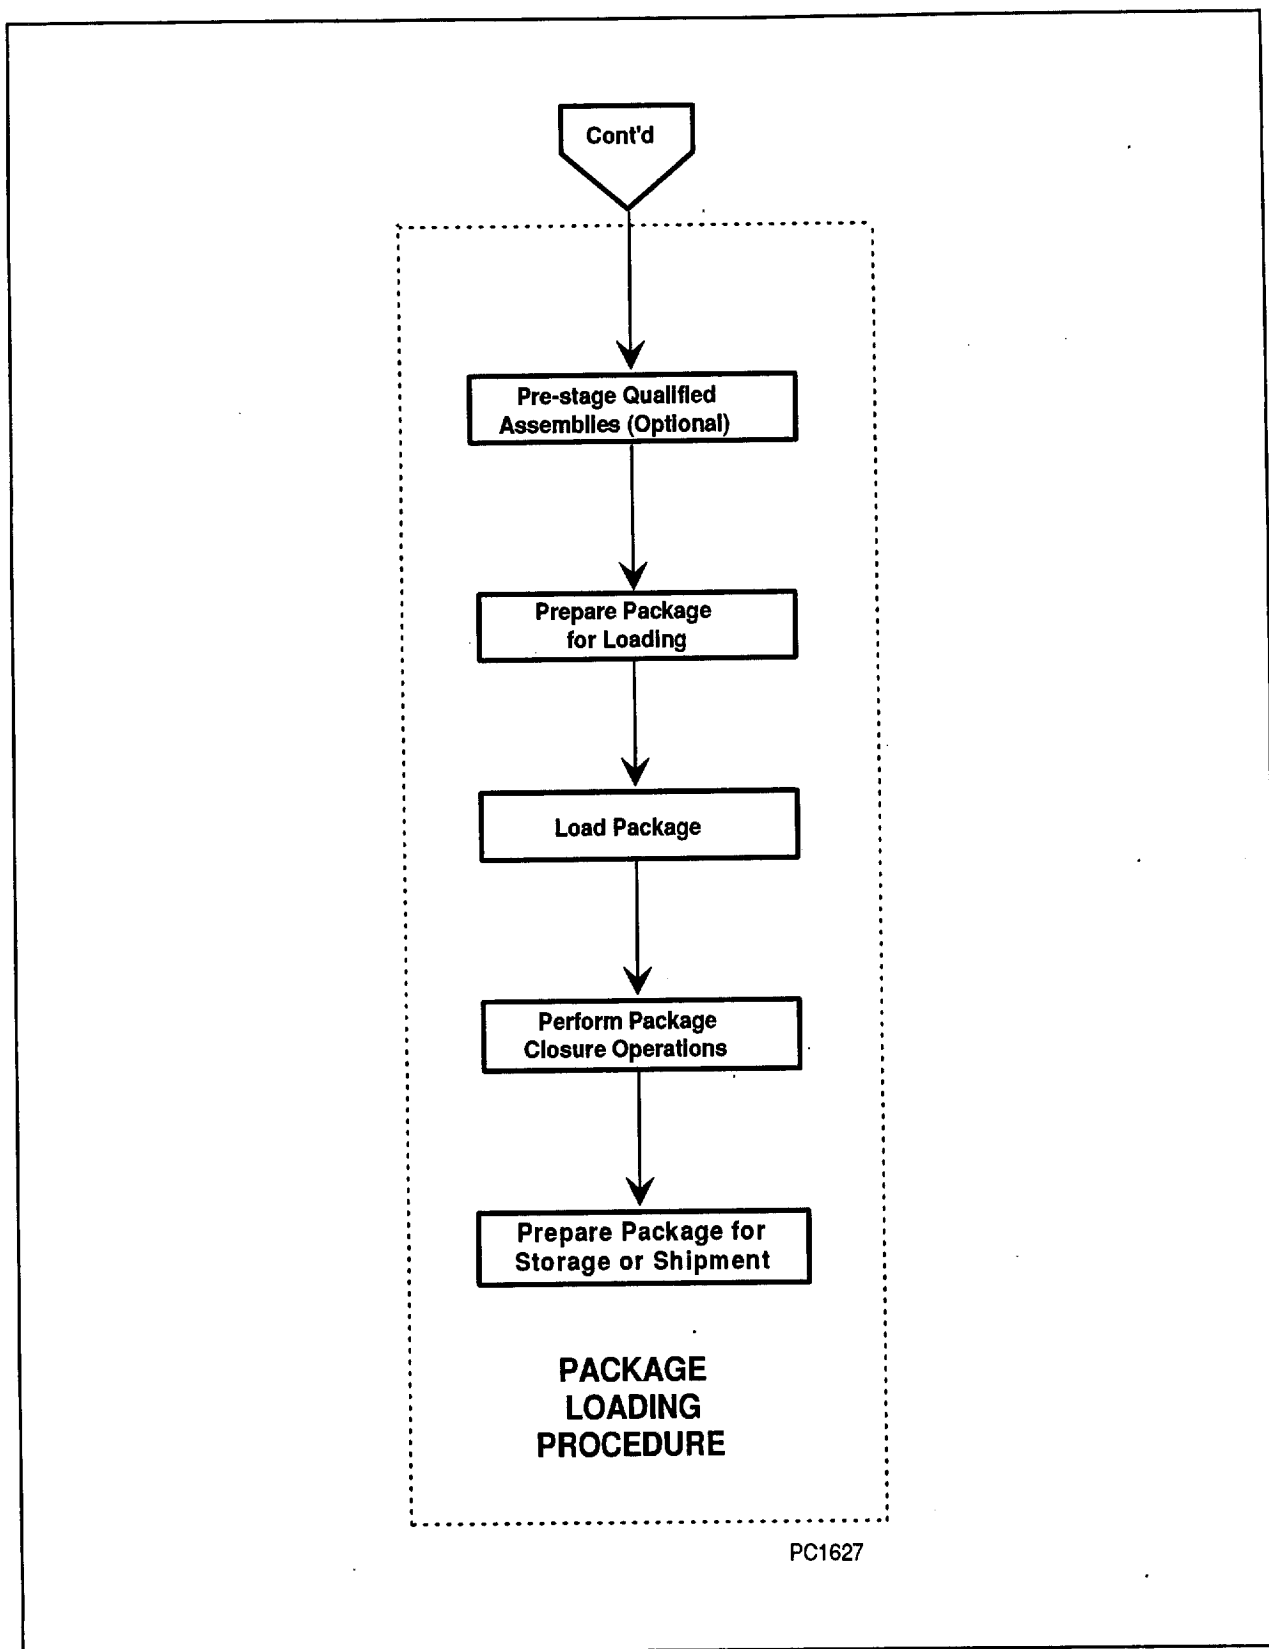 Cont'd
Pre-stage Qualified
Assemblies (Optional)
Prepare Package
for Loading
Load Package
Perform Package
Closure Operations
Prepare Package for
Storage or Shipment
PACKAGE
LOADING
PROCEDURE
PC1627